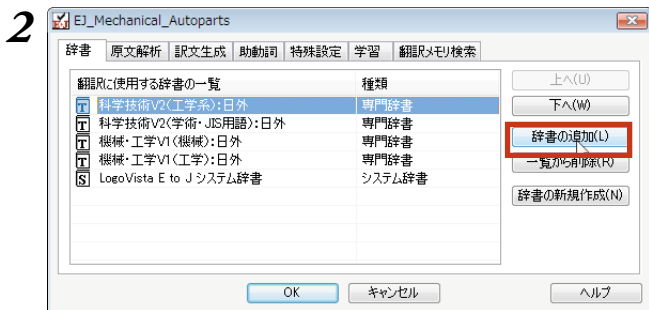 2
EJ_Mechanical_Autoparts
辞書 原文解析 訳文生成 助動詞 特殊設定 学習 翻訳メモリ検索
翻訳に使用する辞書の一覧 種類
T 科学技術V2(工学系):日外 専門辞書
T 科学技術V2(学術・JIS用語):日外 専門辞書
T 機械・工学V1(機械):日外 専門辞書
T 機械・工学V1(工学):日外 専門辞書
S LogoVista E to J システム辞書 システム辞書
上へ(U)
下へ(W)
辞書の追加(L)
一覧から削除(R)
辞書の新規作成(N)
OK キャンセル ヘルプ